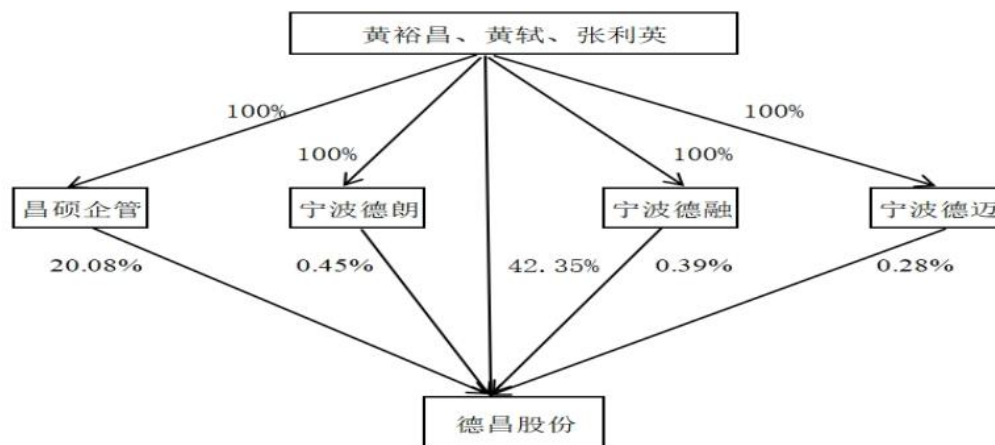 黄裕昌、黄轼、张利英
100%
100%
100%
100%
昌硕企管
宁波德朗
宁波德融
宁波德迈
20.08%
0.45%
42.35%
0.39%
0.28%
德昌股份